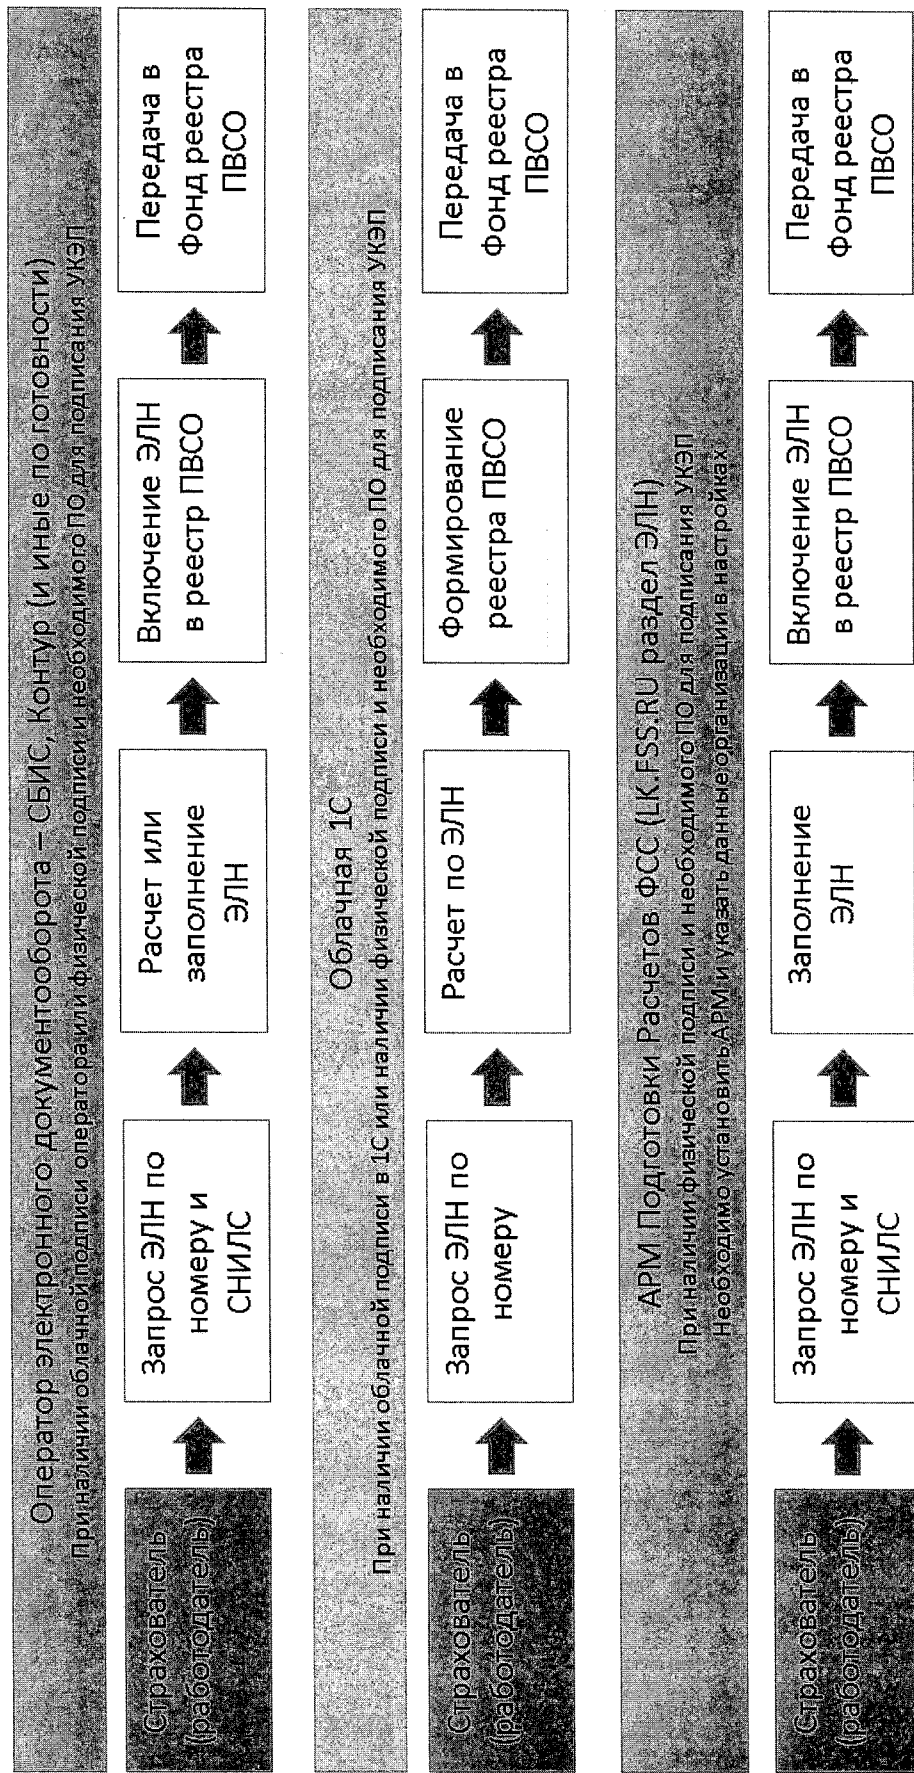 Оператор электронного документооборота – СБИС, Контур (и иные по готовности)
При наличии облачной подписи оператора или физической подписи и необходимого ПО для подписания УКЭП
Страхователь
(работодатель)
Запрос ЭЛН по
номеру и
СНИЛС
Расчет или
заполнение
ЭЛН
Включение ЭЛН
в реестр ПВСО
Передача в
Фонд реестра
ПВСО
Облачная 1С
При наличии облачной подписи в 1С или наличии физической подписи и необходимого ПО для подписания УКЭП
Страхователь
(работодатель)
Запрос ЭЛН по
номеру
Расчет по ЭЛН
Формирование
реестра ПВСО
Передача в
Фонд реестра
ПВСО
АРМ Подготовки Расчетов ФСС (LK.FSS.RU раздел ЭЛН)
При наличии физической подписи и необходимого ПО для подписания УКЭП
Необходимо установить АРМ и указать данные организации в настройках
Страхователь
(работодатель)
Запрос ЭЛН по
номеру и
СНИЛС
Заполнение
ЭЛН
Включение ЭЛН
в реестр ПВСО
Передача в
Фонд реестра
ПВСО